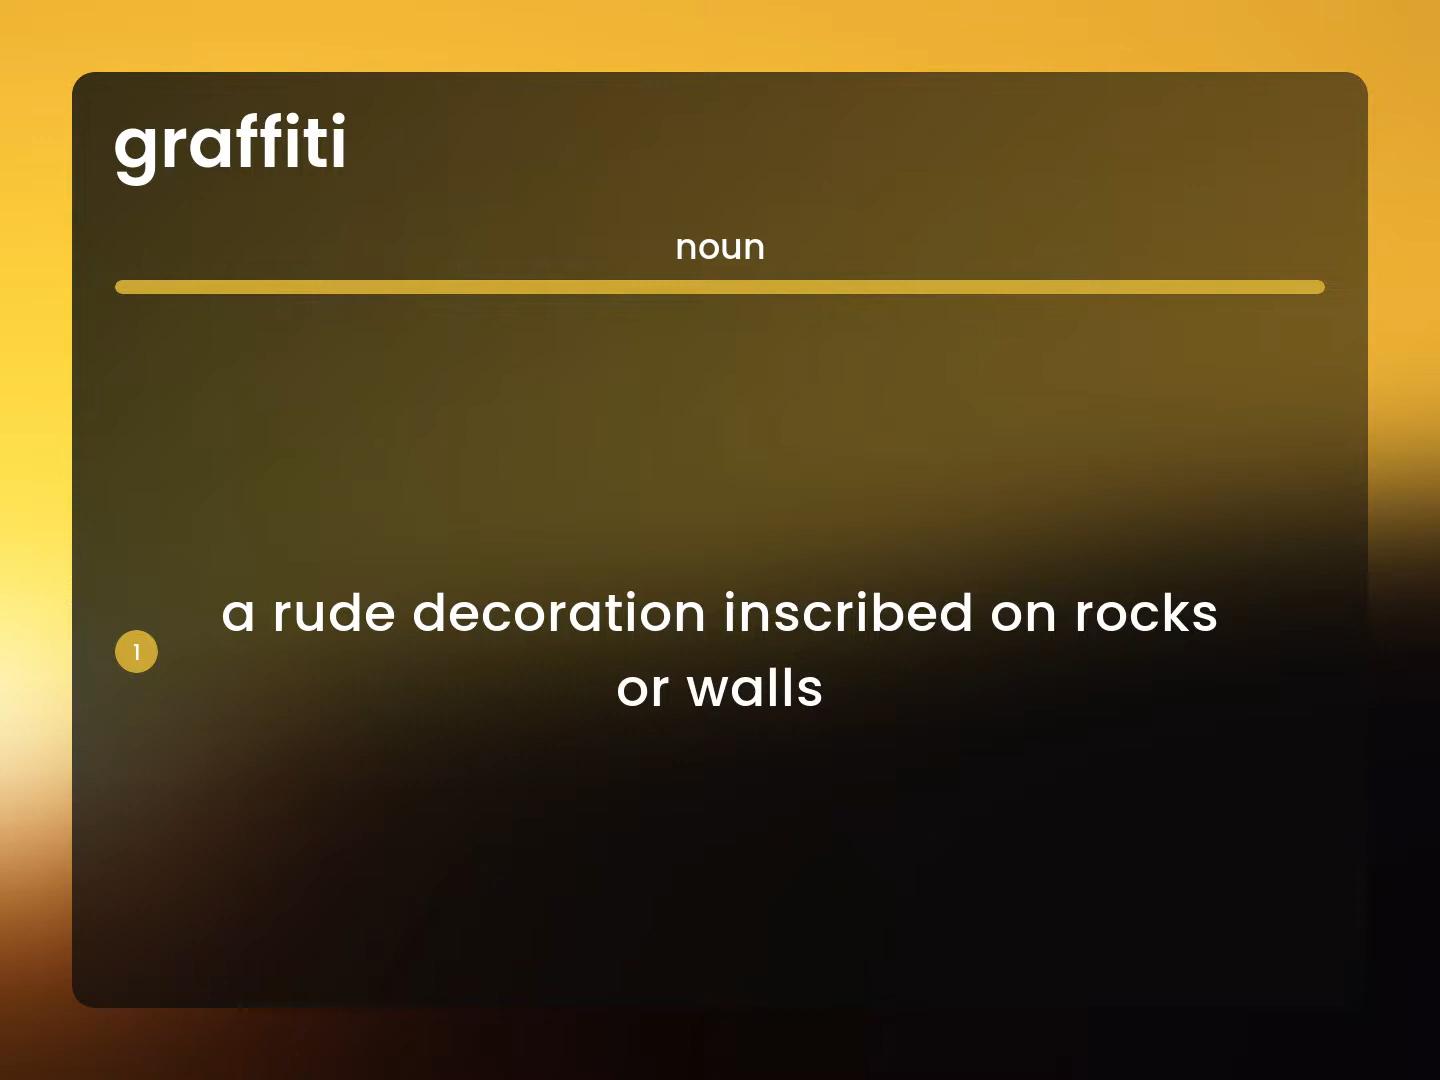 graffiti
noun
1
a rude decoration inscribed on rocks
or walls